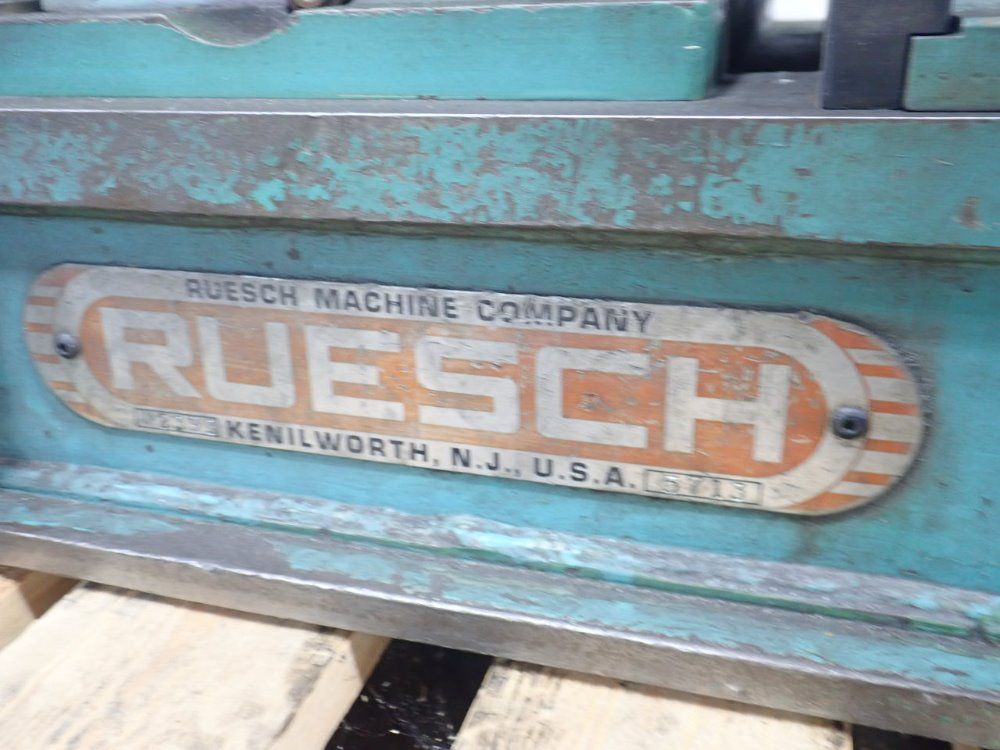 RUESCH MACHINE COMPANY
RUESCH
KENILWORTH, N.J., U.S.A.